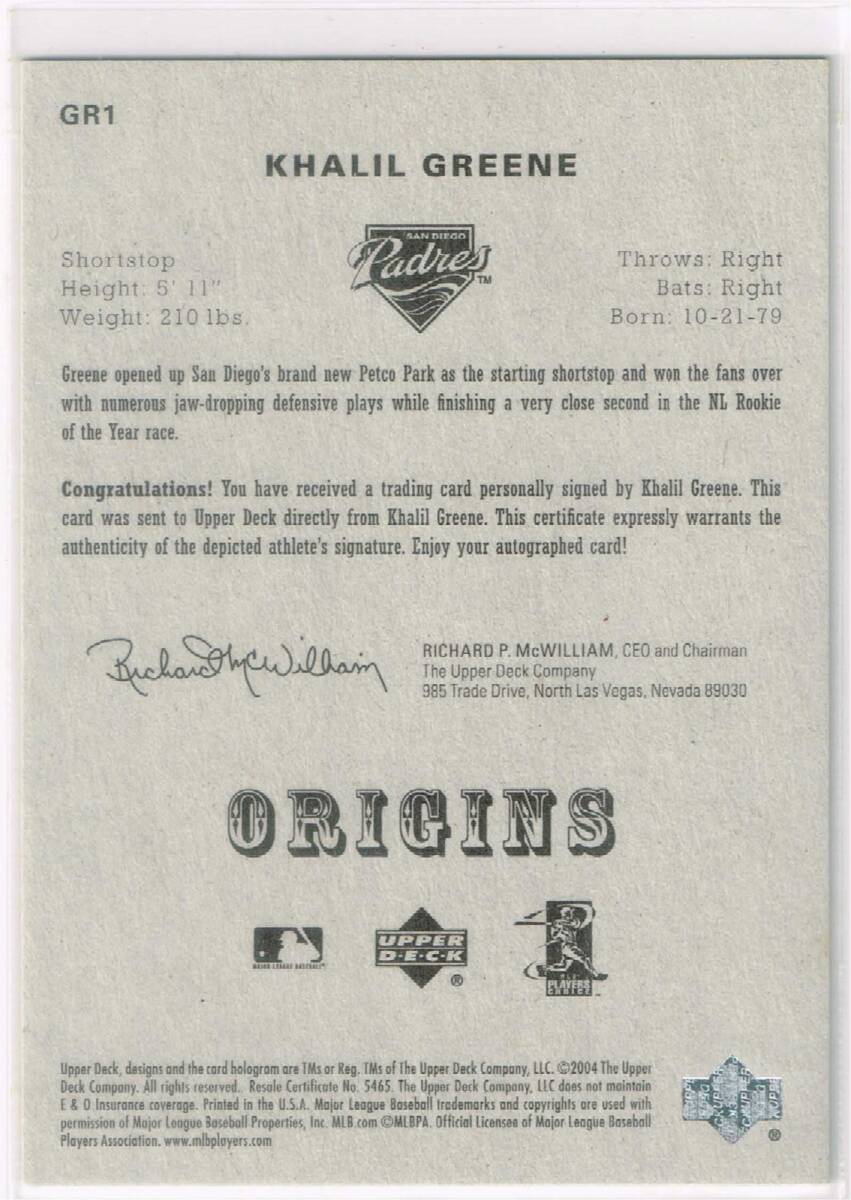 GR1
KHALIL GREENE
SAN DIEGO
Padres™
Shortstop
Height: 5' 11"
Weight: 210 lbs.
Throws: Right
Bats: Right
Born: 10-21-79
Greene opened up San Diego's brand new Petco Park as the starting shortstop and won the fans over
with numerous jaw-dropping defensive plays while finishing a very close second in the NL Rookie
of the Year race.
Congratulations! You have received a trading card personally signed by Khalil Greene. This
card was sent to Upper Deck directly from Khalil Greene. This certificate expressly warrants the
authenticity of the depicted athlete's signature. Enjoy your autographed card!
Richard McWilliam
RICHARD P. McWILLIAM, CEO and Chairman
The Upper Deck Company
985 Trade Drive, North Las Vegas, Nevada 89030
ORIGINS
MAJOR LEAGUE BASEBALL
UPPER
D·E·C·K
®
PLAYERS
CHOICE
Upper Deck, designs and the card hologram are TMs or Reg. TMs of The Upper Deck Company, LLC. ©2004 The Upper
Deck Company. All rights reserved. Resale Certificate No. 5465. The Upper Deck Company, LLC does not maintain
E & O Insurance coverage. Printed in the U.S.A. Major League Baseball trademarks and copyrights are used with
permission of Major League Baseball Properties, Inc. MLB.com ©MLBPA. Official Licensee of Major League Baseball
Players Association. www.mlbplayers.com
®